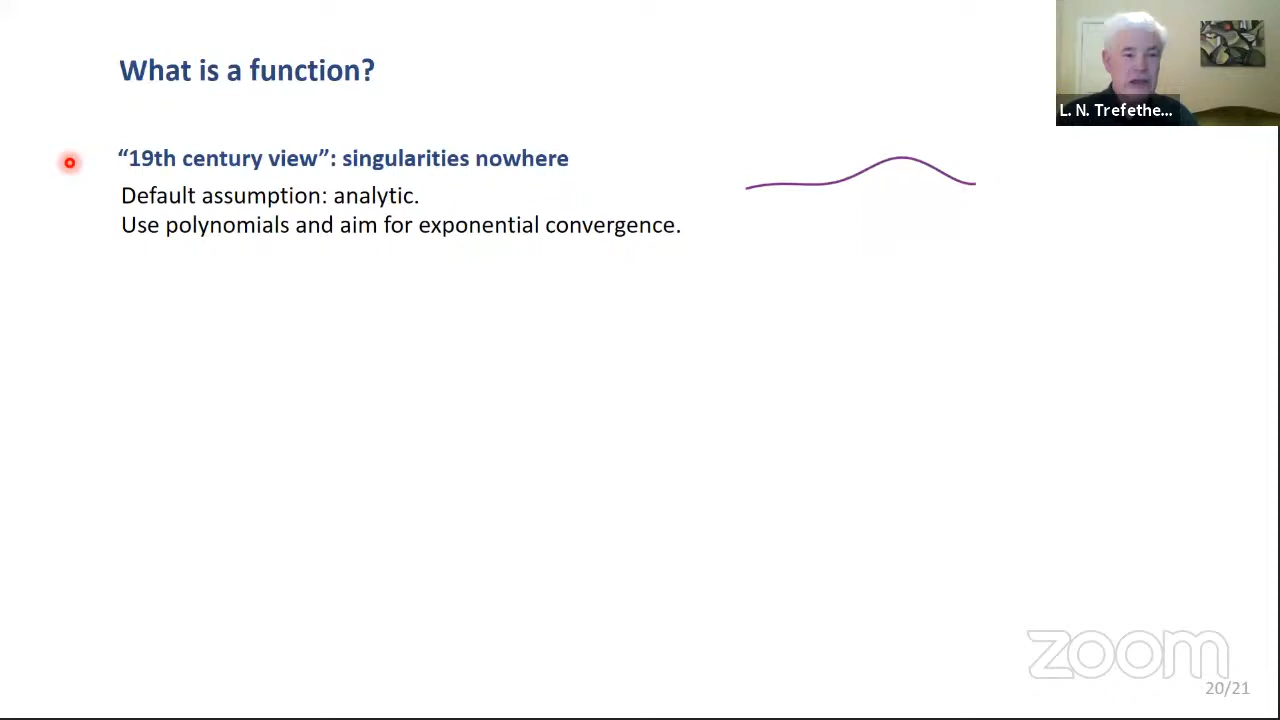 What is a function?
L. N. Trefethe...
“19th century view”: singularities nowhere
Default assumption: analytic.
Use polynomials and aim for exponential convergence.
zoom
20/21